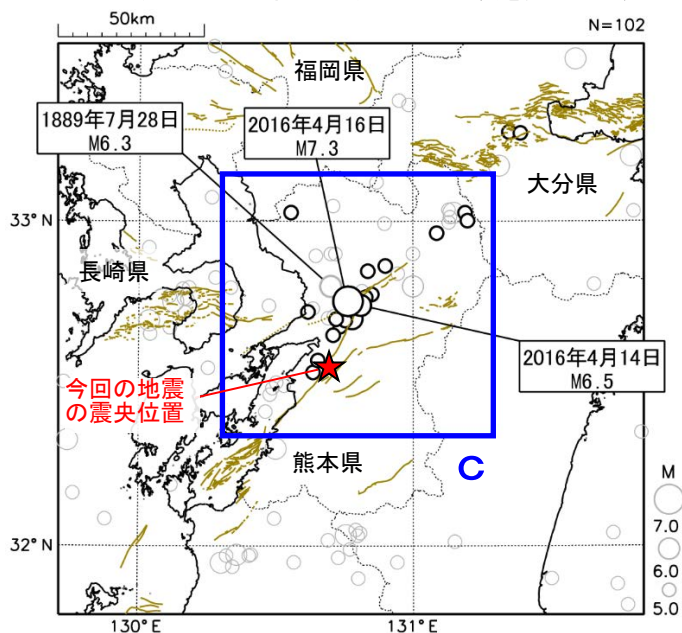 50km
N=102
福岡県
1889年7月28日
M6.3
2016年4月16日
M7.3
大分県
33°N
長崎県
2016年4月14日
M6.5
今回の地震
の震央位置
熊本県
C
M
7.0
6.0
5.0
32°N
130°E
131°E